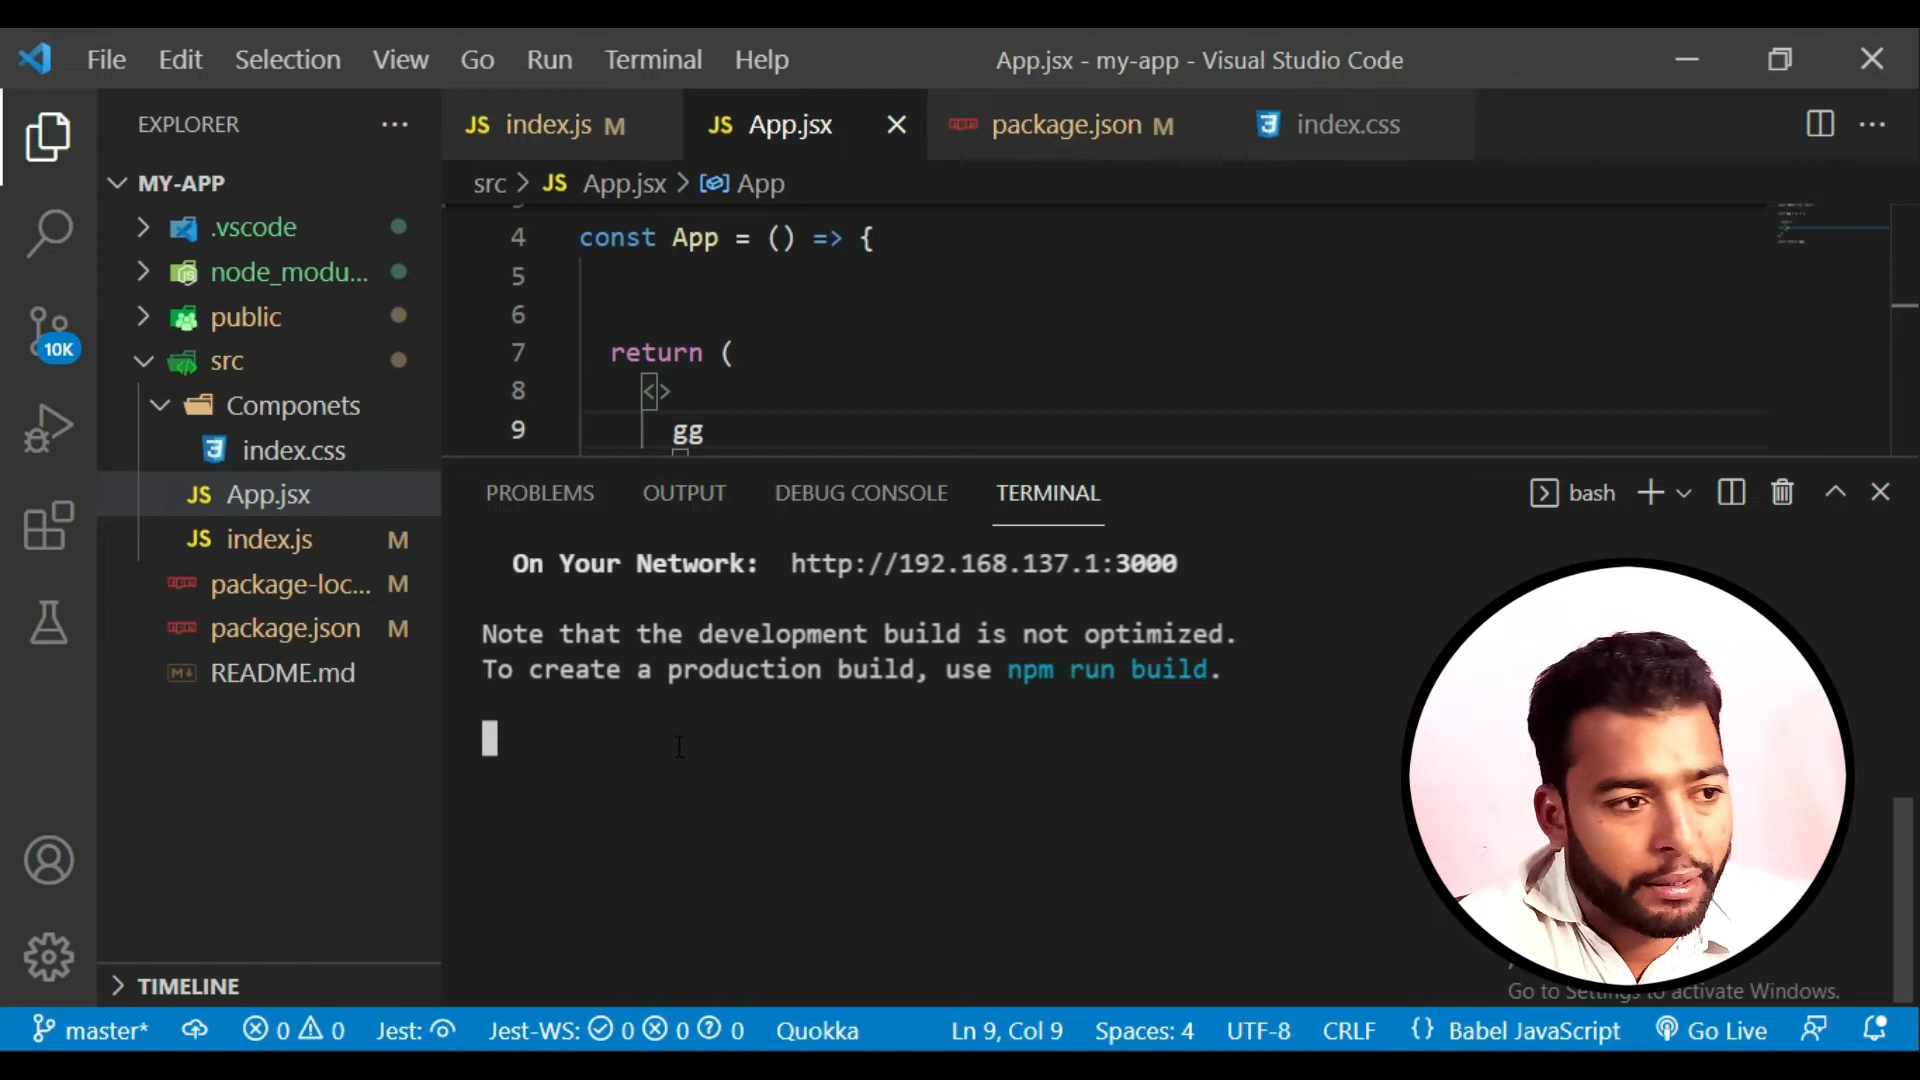 File Edit Selection View Go Run Terminal Help App.jsx - my-app - Visual Studio Code
EXPLORER
MY-APP
.vscode
node_modu...
public
src
Componets
index.css
JS App.jsx
JS index.js M
package-loc... M
package.json M
README.md
TIMELINE
10K
JS index.js M JS App.jsx package.json M index.css
src > JS App.jsx > App
4 const App = () => {
5
6
7 return (
8 <>
9 gg
PROBLEMS OUTPUT DEBUG CONSOLE TERMINAL bash
On Your Network: http://192.168.137.1:3000
Note that the development build is not optimized.
To create a production build, use npm run build.
Go to Settings to activate Windows.
master* 0 0 Jest: Jest-WS: 0 0 0 Quokka Ln 9, Col 9 Spaces: 4 UTF-8 CRLF {} Babel JavaScript Go Live